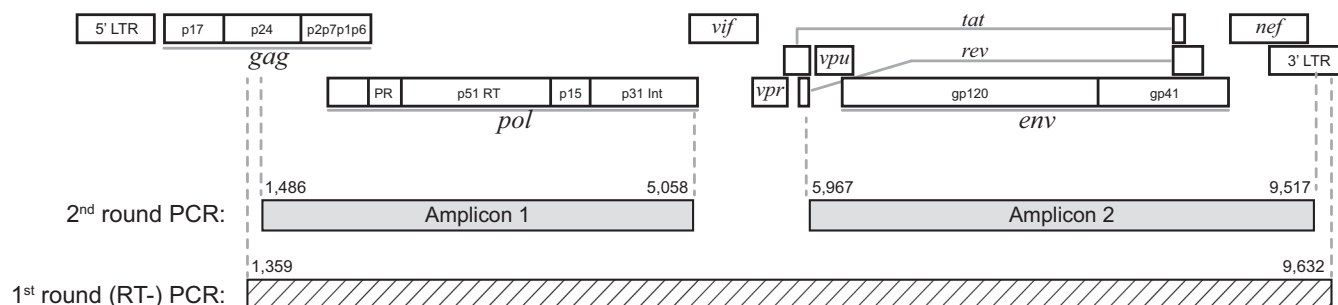 5' LTR p17 p24 p2p7p1p6 vif tat nef
gag vpu rev 3' LTR
PR p51 RT p15 p31 Int vpr gp120 gp41
pol env
1,486 5,058 5,967 9,517
2nd round PCR: Amplicon 1 Amplicon 2
1,359 9,632
1st round (RT-) PCR: